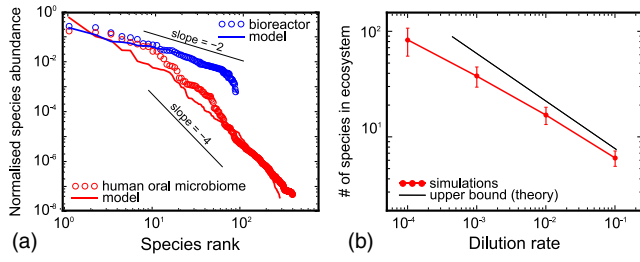 Normalised species abundance
10^0
10^-2
10^-4
10^-6
10^-8
slope = ~2
bioreactor
model
slope = ~4
human oral microbiome
model
10^0
10^1
10^2
(a)
Species rank
# of species in ecosystem
10^2
10^1
simulations
upper bound (theory)
10^-4
10^-3
10^-2
10^-1
(b)
Dilution rate